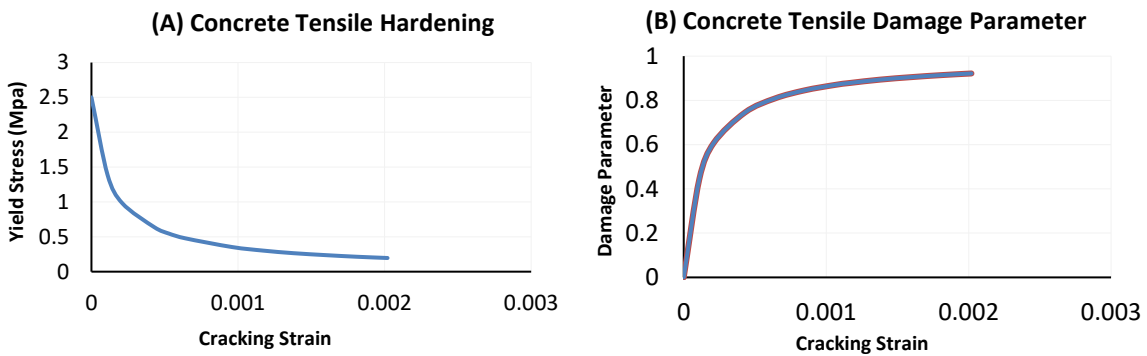 (A) Concrete Tensile Hardening
Yield Stress (Mpa)
3
2.5
2
1.5
1
0.5
0
0 0.001 0.002 0.003
Cracking Strain
(B) Concrete Tensile Damage Parameter
Damage Parameter
1
0.8
0.6
0.4
0.2
0
0 0.001 0.002 0.003
Cracking Strain